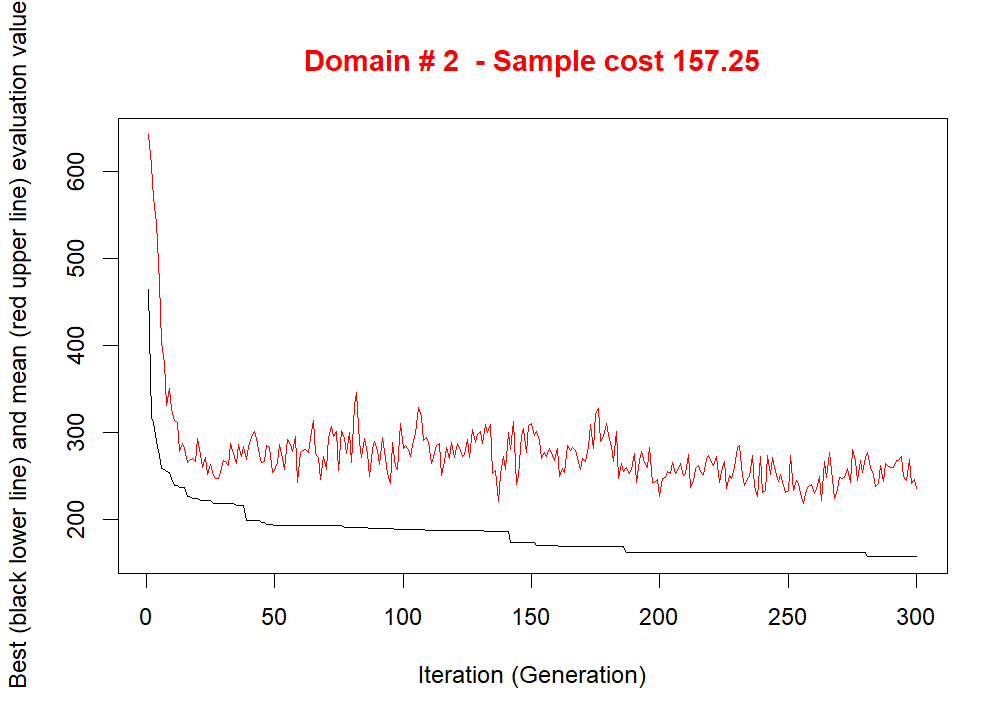 Domain # 2  - Sample cost 157.25
Best (black lower line) and mean (red upper line) evaluation value
600
500
400
300
200
0 50 100 150 200 250 300
Iteration (Generation)